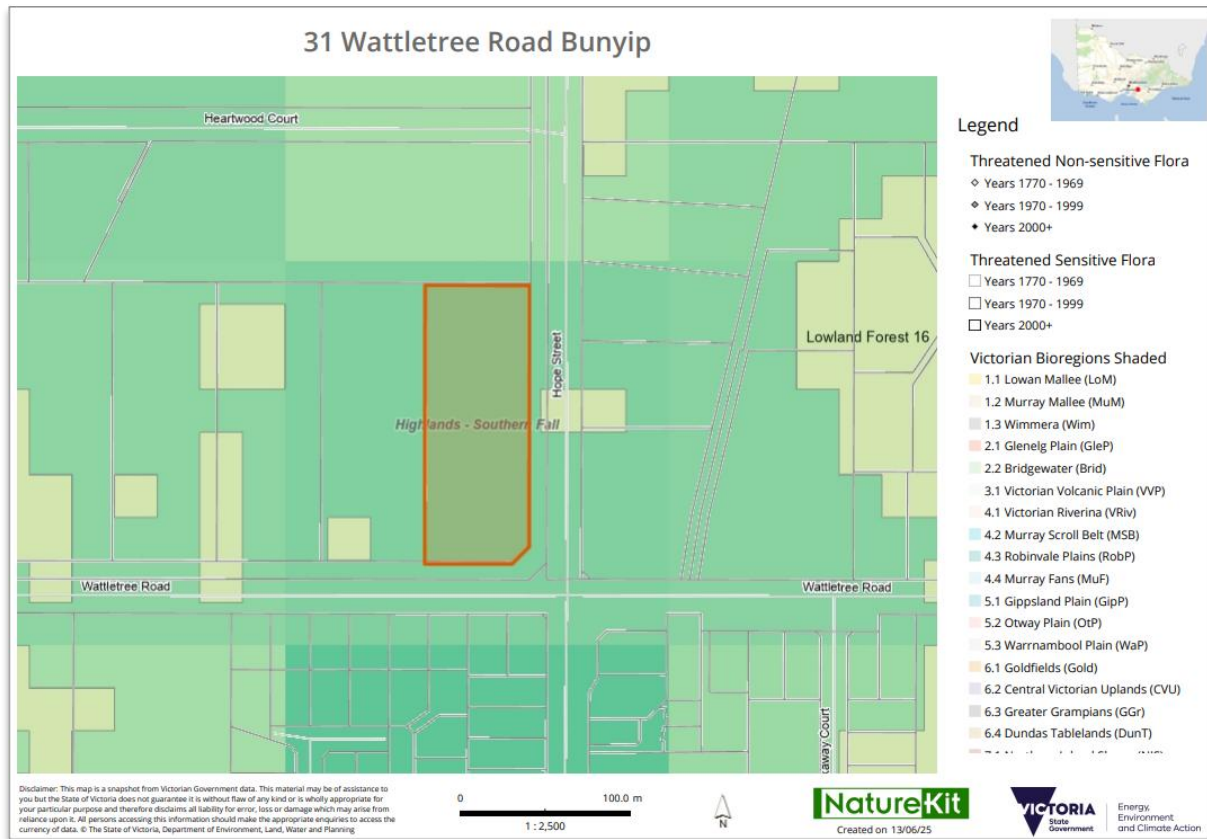 31 Wattletree Road Bunyip
Heartwood Court
Hope Street
Lowland Forest 16
Highlands - Southern Fall
Wattletree Road
Wattletree Road
kaway Court
Legend
Threatened Non-sensitive Flora
Years 1770 - 1969
Years 1970 - 1999
Years 2000+
Threatened Sensitive Flora
Years 1770 - 1969
Years 1970 - 1999
Years 2000+
Victorian Bioregions Shaded
1.1 Lowan Mallee (LoM)
1.2 Murray Mallee (MuM)
1.3 Wimmera (Wim)
2.1 Glenelg Plain (GleP)
2.2 Bridgewater (Brid)
3.1 Victorian Volcanic Plain (VVP)
4.1 Victorian Riverina (VRiv)
4.2 Murray Scroll Belt (MSB)
4.3 Robinvale Plains (RobP)
4.4 Murray Fans (MuF)
5.1 Gippsland Plain (GipP)
5.2 Otway Plain (OtP)
5.3 Warrnambool Plain (WaP)
6.1 Goldfields (Gold)
6.2 Central Victorian Uplands (CVU)
6.3 Greater Grampians (GGr)
6.4 Dundas Tablelands (DunT)
Disclaimer: This map is a snapshot from Victorian Government data. This material may be of assistance to
you but the State of Victoria does not guarantee it is without flaw of any kind or is wholly appropriate for
your particular purpose and therefore disclaims all liability for error, loss or damage which may arise from
reliance upon it. All persons accessing this information should make the appropriate enquiries to access the
currency of data. © The State of Victoria, Department of Environment, Land, Water and Planning
0 100.0 m
1 : 2,500
N
NatureKit
Created on 13/06/25
VICTORIA
State
Government
Energy,
Environment
and Climate Action